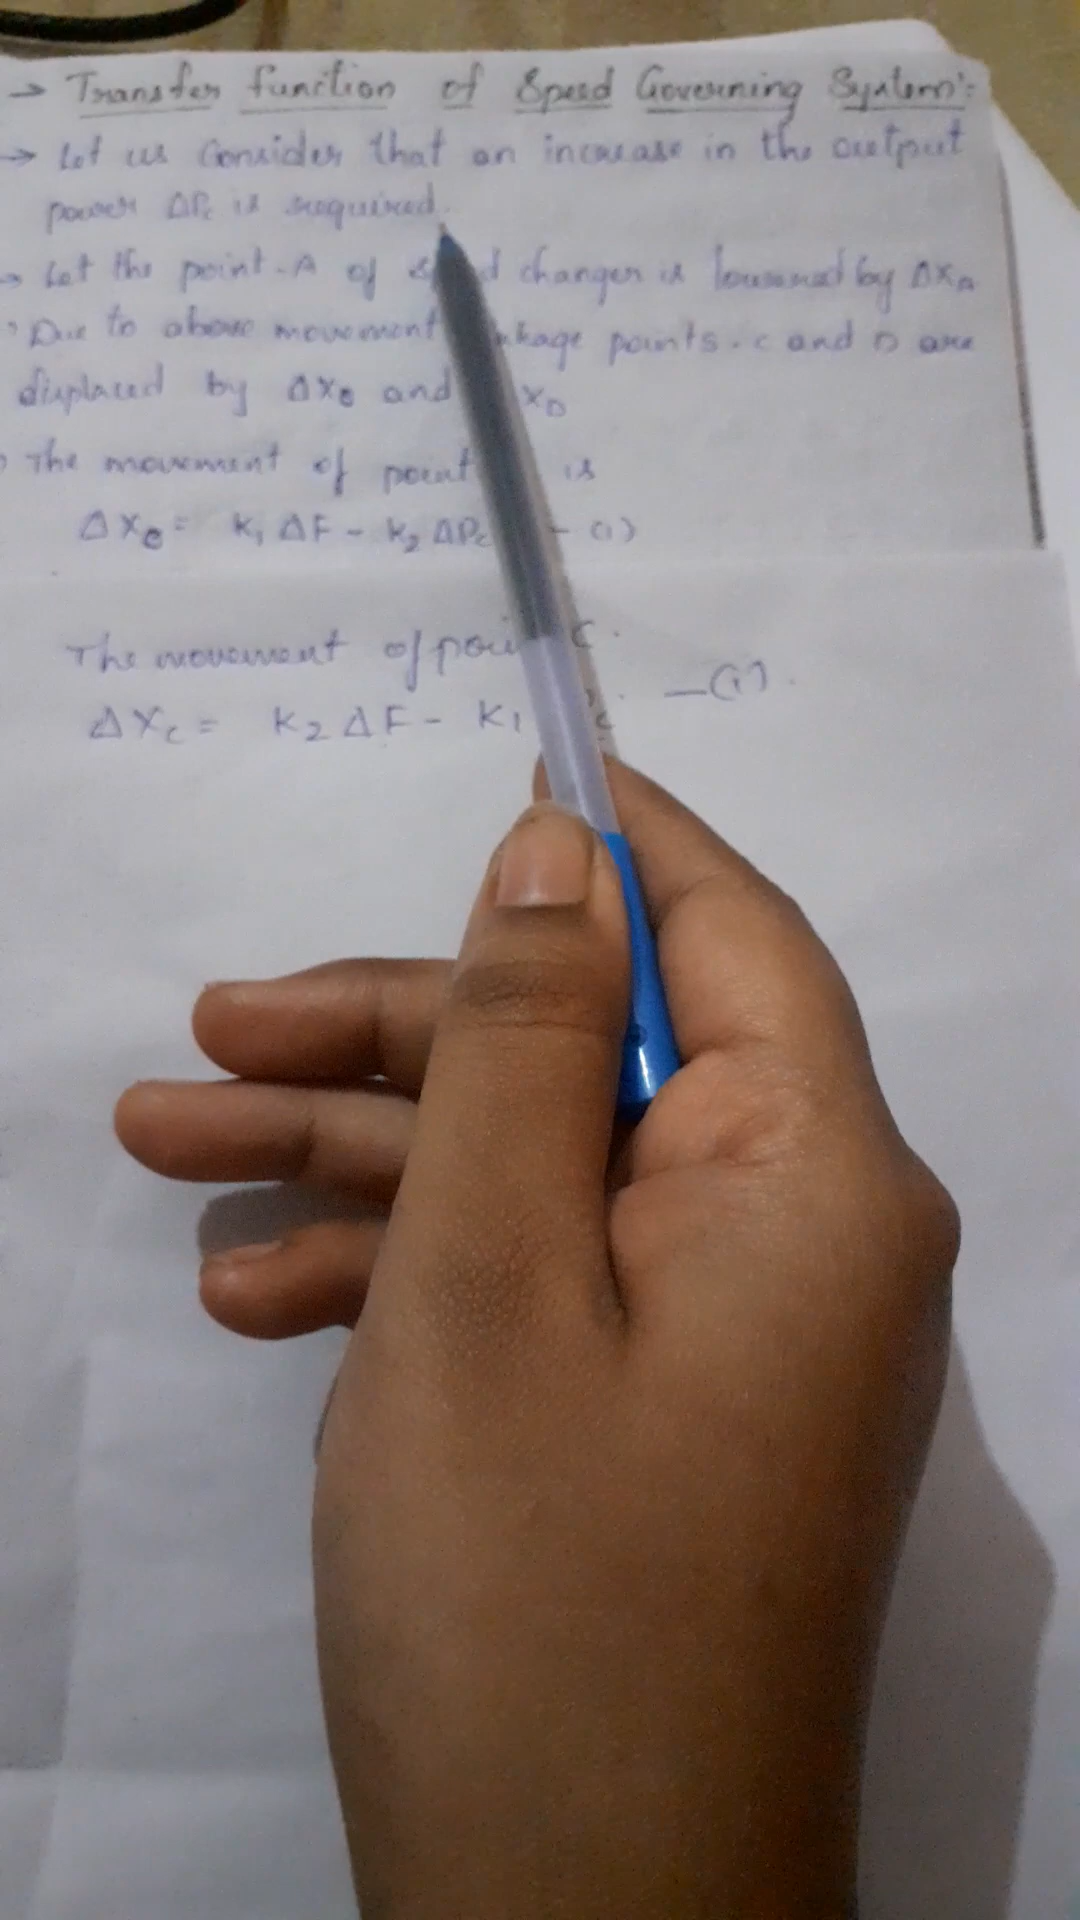 → Transfer function of Speed Governing System:
→ Let us Consider that an increase in the output
power ΔPc is required.
→ Let the point-A of changer is lowered by ΔxA
Due to above movement points. c and D are
displaced by and xD
The movement of point is
K1 ΔF - K2 ΔPc - (1)
The movement of C.
ΔXc = K2 ΔF - K1 c. —(1).